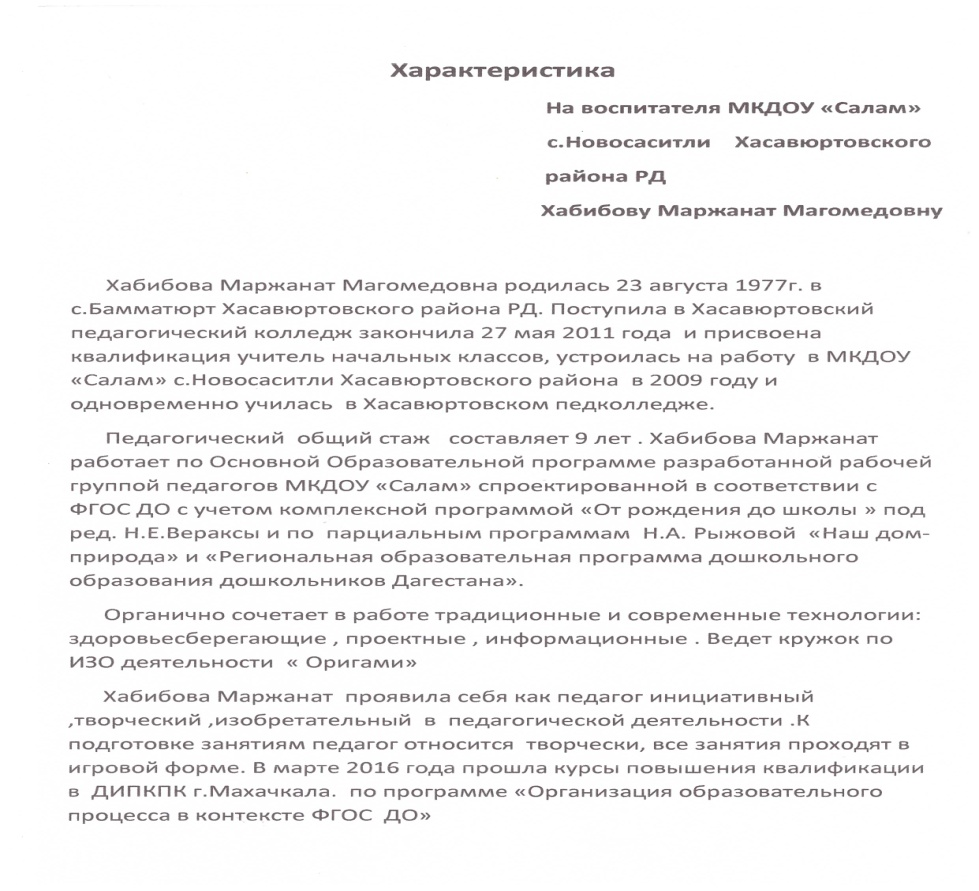 Характеристика
На воспитателя МКДОУ «Салам»
с.Новосаситли Хасавюртовского
района РД
Хабибову Маржанат Магомедовну
Хабибова Маржанат Магомедовна родилась 23 августа 1977г. в
с.Бамматюрт Хасавюртовского района РД. Поступила в Хасавюртовский
педагогический колледж закончила 27 мая 2011 года и присвоена
квалификация учитель начальных классов, устроилась на работу в МКДОУ
«Салам» с.Новосаситли Хасавюртовского района в 2009 году и
одновременно училась в Хасавюртовском педколледже.
Педагогический общий стаж составляет 9 лет . Хабибова Маржанат
работает по Основной Образовательной программе разработанной рабочей
группой педагогов МКДОУ «Салам» спроектированной в соответствии с
ФГОС ДО с учетом комплексной программой «От рождения до школы » под
ред. Н.Е.Вераксы и по парциальным программам Н.А. Рыжовой «Наш дом-
природа» и «Региональная образовательная программа дошкольного
образования дошкольников Дагестана».
Органично сочетает в работе традиционные и современные технологии:
здоровьесберегающие , проектные , информационные . Ведет кружок по
ИЗО деятельности « Оригами»
Хабибова Маржанат проявила себя как педагог инициативный
,творческий ,изобретательный в педагогической деятельности .К
подготовке занятиям педагог относится творчески, все занятия проходят в
игровой форме. В марте 2016 года прошла курсы повышения квалификации
в ДИПКПК г.Махачкала. по программе «Организация образовательного
процесса в контексте ФГОС ДО»